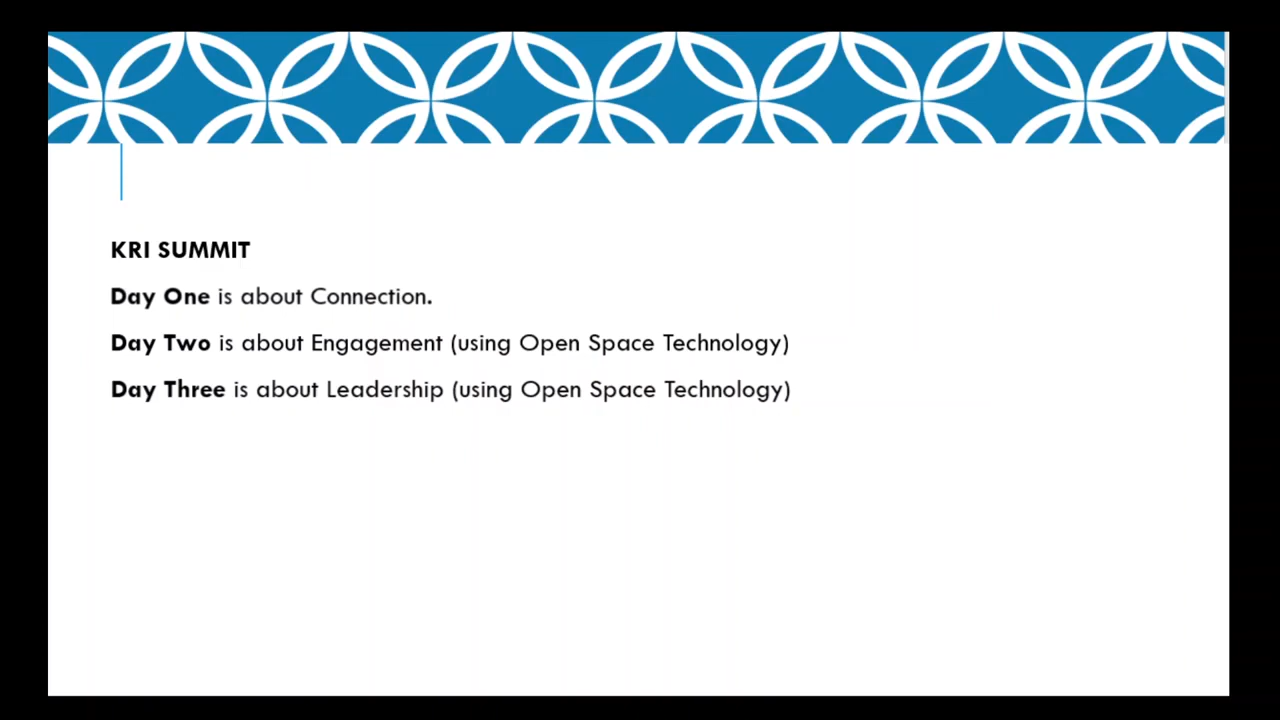 KRI SUMMIT
Day One is about Connection.
Day Two is about Engagement (using Open Space Technology)
Day Three is about Leadership (using Open Space Technology)